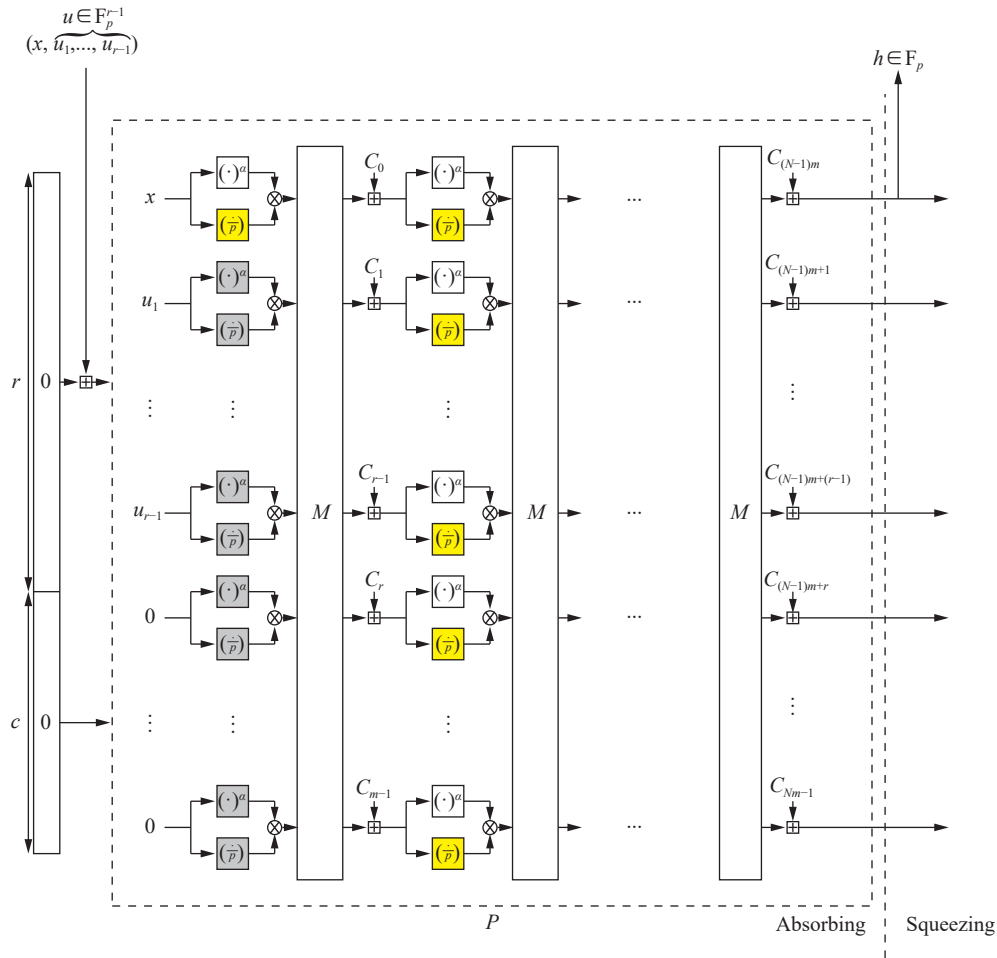 u ∈ F_p^{r−1}
(x, u_1,..., u_{r−1})
h ∈ F_p
r
0
c
0
x
(·)^α
(·/p)
C_0
(·)^α
(·/p)
...
C_{(N−1)m}
u_1
(·)^α
(·/p)
C_1
(·)^α
(·/p)
...
C_{(N−1)m+1}
⋮
⋮
⋮
⋮
u_{r−1}
(·)^α
(·/p)
M
C_{r−1}
(·)^α
(·/p)
M
...
M
C_{(N−1)m+(r−1)}
0
(·)^α
(·/p)
C_r
(·)^α
(·/p)
...
C_{(N−1)m+r}
⋮
⋮
⋮
⋮
0
(·)^α
(·/p)
C_{m−1}
(·)^α
(·/p)
...
C_{Nm−1}
P
Absorbing
Squeezing